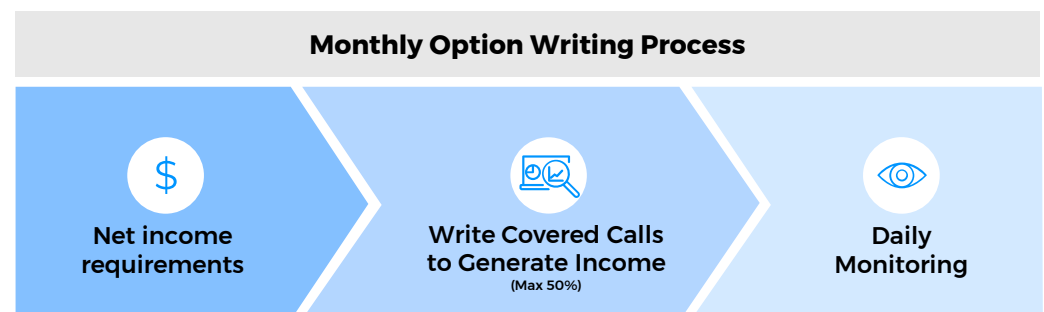 Monthly Option Writing Process
$
Net income
requirements
Write Covered Calls
to Generate Income
(Max 50%)
Daily
Monitoring